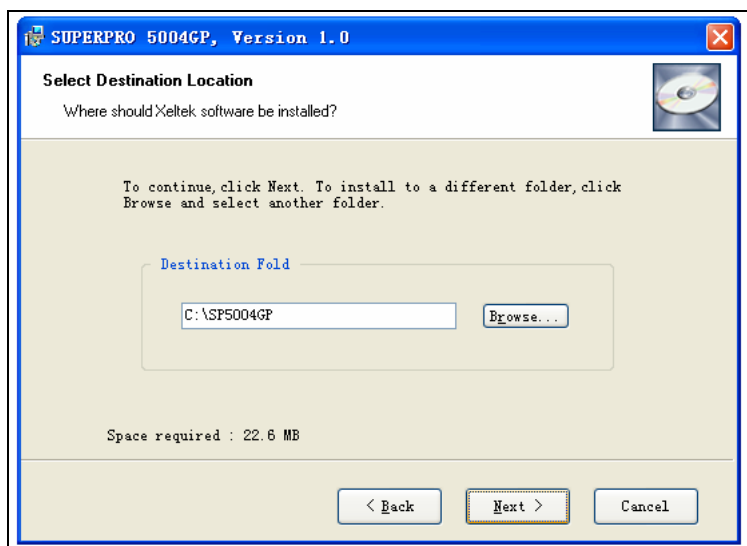 SUPERPRO 5004GP, Version 1.0
Select Destination Location
Where should Xeltek software be installed?
To continue, click Next. To install to a different folder, click
Browse and select another folder.
Destination Fold
C:\SP5004GP
Browse...
Space required : 22.6 MB
< Back
Next >
Cancel